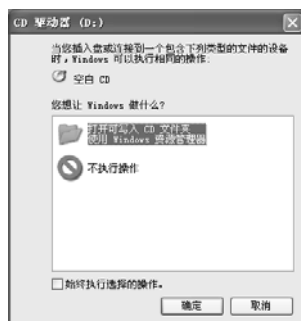 CD 驱动器 (D:)
当您插入盘或连接到一个包含下列类型的文件的设备
时，Windows 可以执行相同的操作:
空白 CD
您想让 Windows 做什么?
打开可写入 CD 文件夹
使用 Windows 资源管理器
不执行操作
始终执行选择的操作。
确定
取消